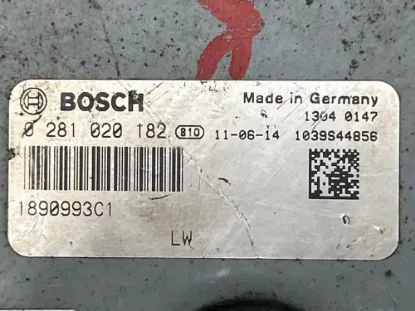 BOSCH
Made in Germany
1304 0147
0 281 020 182 B10 11-06-14 1039S44856
1890993C1
LW